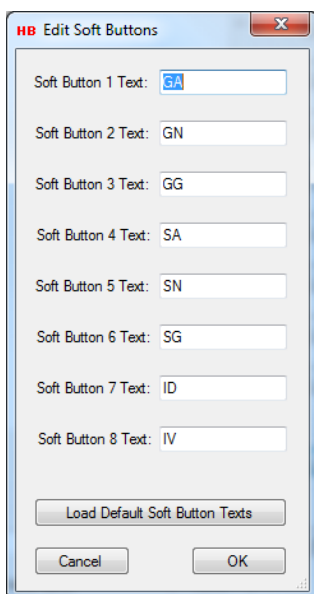 HB Edit Soft Buttons
Soft Button 1 Text: GA
Soft Button 2 Text: GN
Soft Button 3 Text: GG
Soft Button 4 Text: SA
Soft Button 5 Text: SN
Soft Button 6 Text: SG
Soft Button 7 Text: ID
Soft Button 8 Text: IV
Load Default Soft Button Texts
Cancel OK